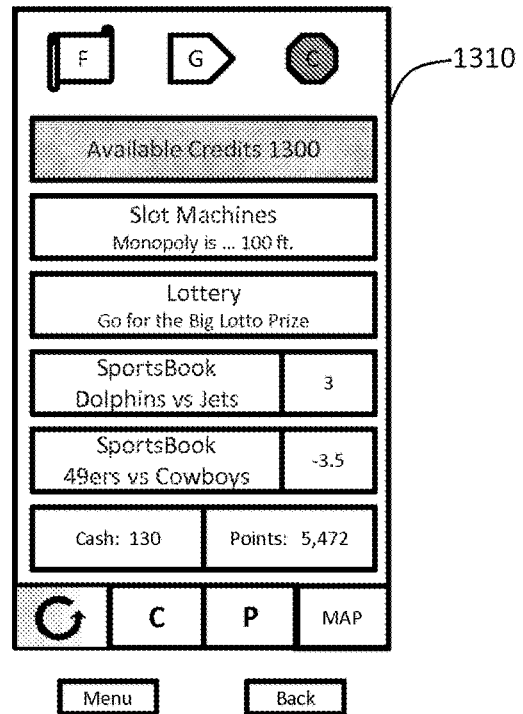 F G C
1310
Available Credits 1300
Slot Machines
Monopoly is ... 100 ft.
Lottery
Go for the Big Lotto Prize
SportsBook
Dolphins vs Jets
3
SportsBook
49ers vs Cowboys
-3.5
Cash: 130 Points: 5,472
C P MAP
Menu Back